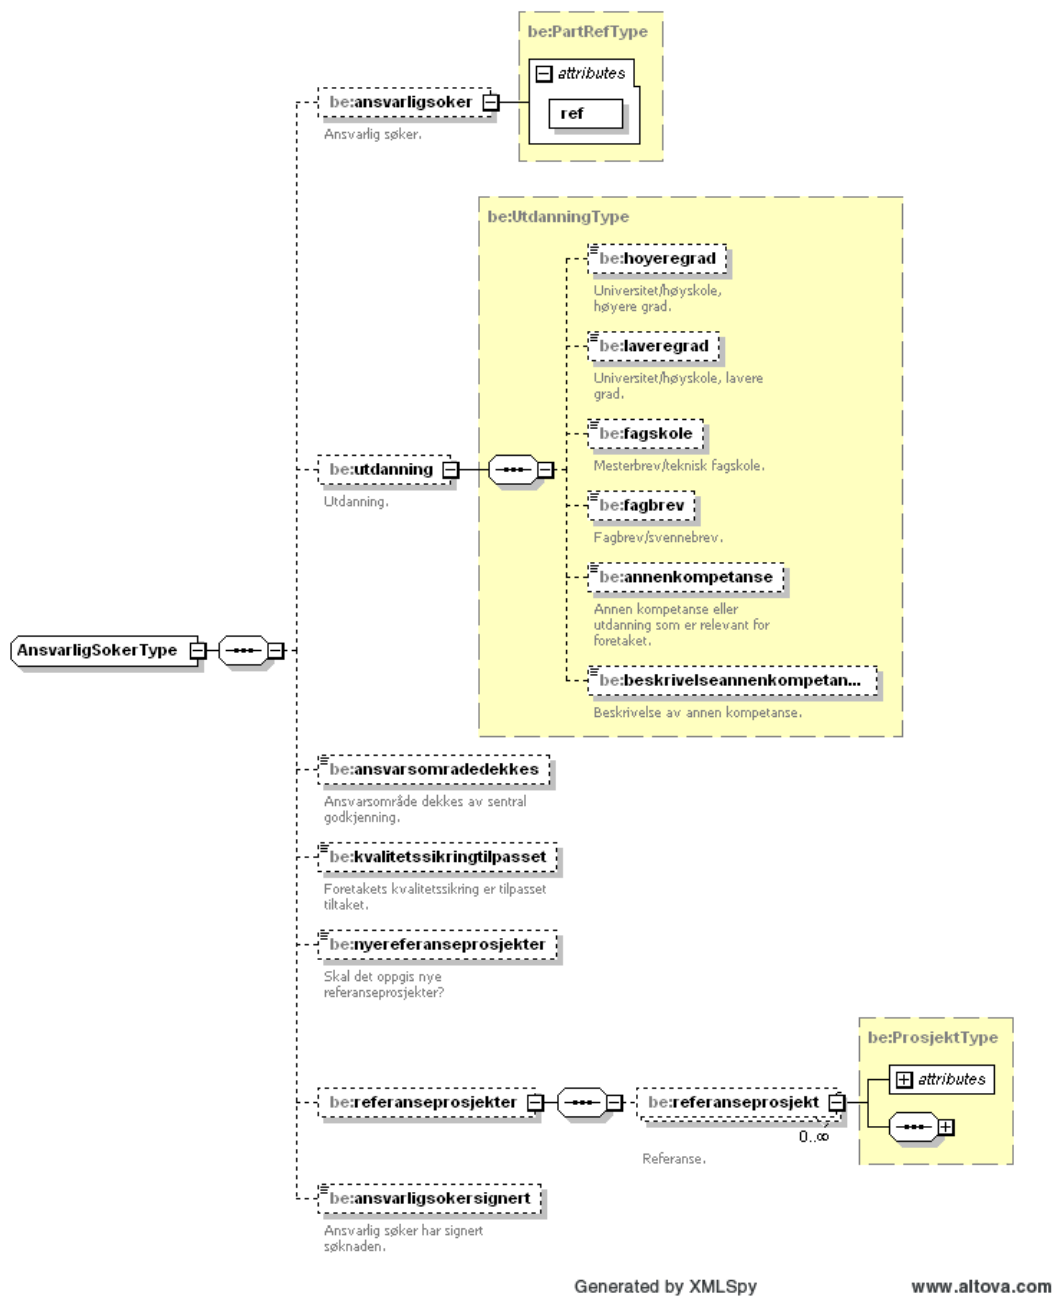 be:PartRefType
attributes
be:ansvarligsoker
ref
Ansvarlig søker.
be:UtdanningType
be:hoyeregrad
Universitet/høyskole,
høyere grad.
be:laveregrad
Universitet/høyskole, lavere
grad.
be:fagskole
Mesterbrev/teknisk fagskole.
be:utdanning
Utdanning.
be:fagbrev
Fagbrev/svennebrev.
be:annenkompetanse
Annen kompetanse eller
utdanning som er relevant for
foretaket.
AnsvarligSokerType
be:beskrivelseannenkompetan...
Beskrivelse av annen kompetanse.
be:ansvarsomradedekkes
Ansvarsområde dekkes av sentral
godkjenning.
be:kvalitetssikringtilpasset
Foretakets kvalitetssikring er tilpasset
tiltaket.
be:nyereferanseprosjekter
Skal det oppgis nye
referanseprosjekter?
be:ProsjektType
attributes
be:referanseprosjekter
be:referanseprosjekt
0..∞
Referanse.
be:ansvarligsokersignert
Ansvarlig søker har signert
søknaden.
Generated by XMLSpy
www.altova.com